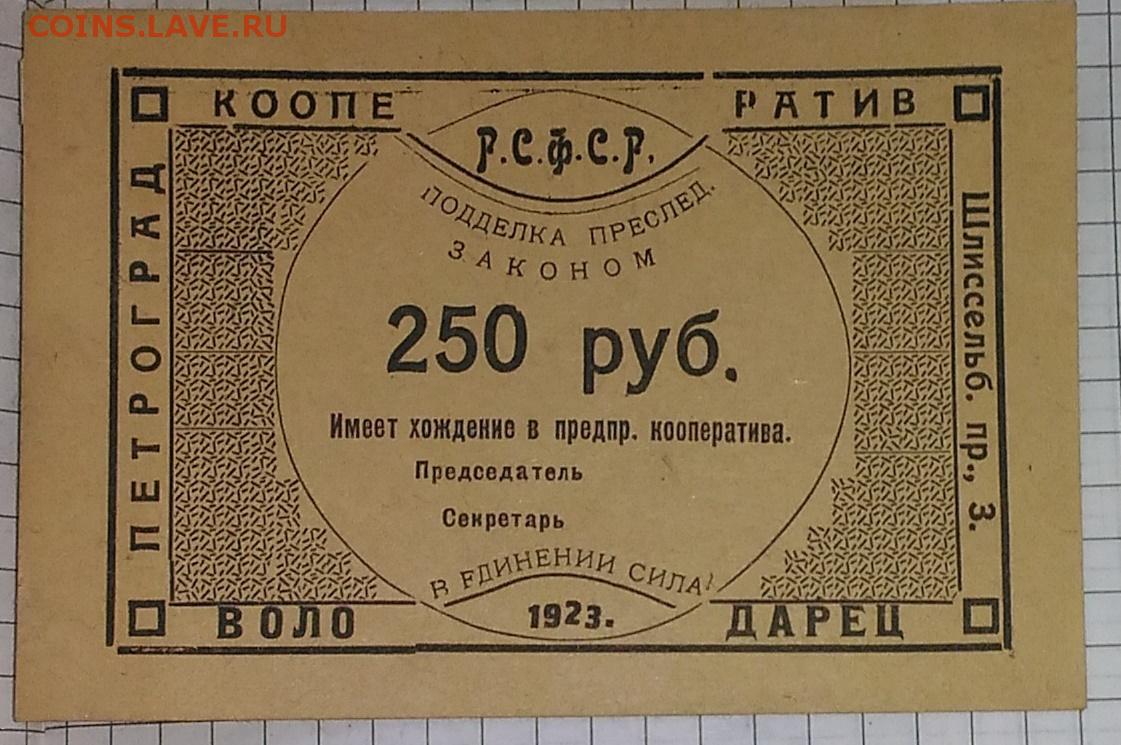 COINS.LAVE.RU
КООПЕ РАТИВ
Р.С.Ф.С.Р.
ПЕТРОГРАД
Шлиссельб. пр., 3.
ПОДДЕЛКА ПРЕСЛЕД.
ЗАКОНОМ
250 руб.
Имеет хождение в предпр. кооператива.
Председатель
Секретарь
В ЕДИНЕНИИ СИЛА!
1923.
ВОЛО ДАРЕЦ